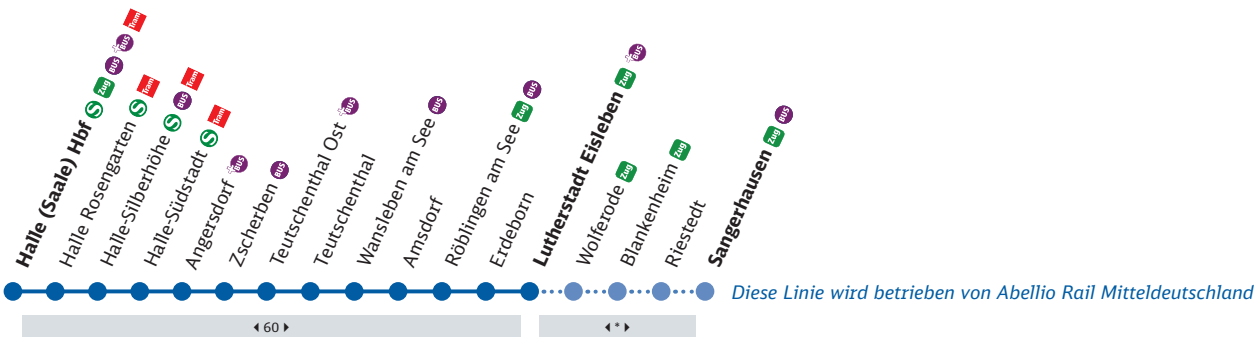 Halle (Saale) Hbf S Zug BUS +BUS Tram
Halle Rosengarten S Tram
Halle-Silberhöhe S BUS Tram
Halle-Südstadt S Tram
Angersdorf +BUS
Zscherben BUS
Teutschenthal Ost +BUS
Teutschenthal
Wansleben am See BUS
Amsdorf
Röblingen am See Zug BUS
Erdeborn
Lutherstadt Eisleben Zug +BUS
Wolferode Zug
Blankenheim Zug
Riestedt
Sangerhausen Zug BUS
Diese Linie wird betrieben von Abellio Rail Mitteldeutschland
60
*